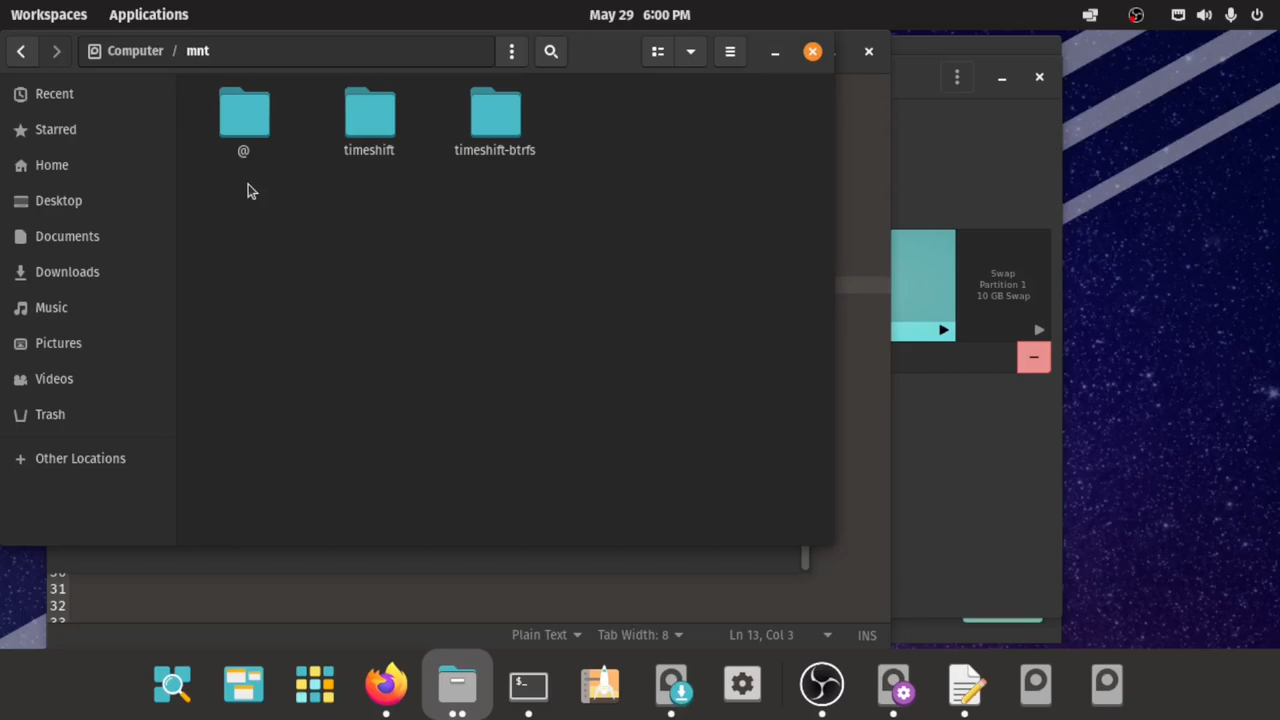 Workspaces Applications May 29 6:00 PM
Computer / mnt
Recent
Starred
Home
Desktop
Documents
Downloads
Music
Pictures
Videos
Trash
+ Other Locations
@ timeshift timeshift-btrfs
Swap
Partition 1
10 GB Swap
31
32
Plain Text Tab Width: 8 Ln 13, Col 3 INS